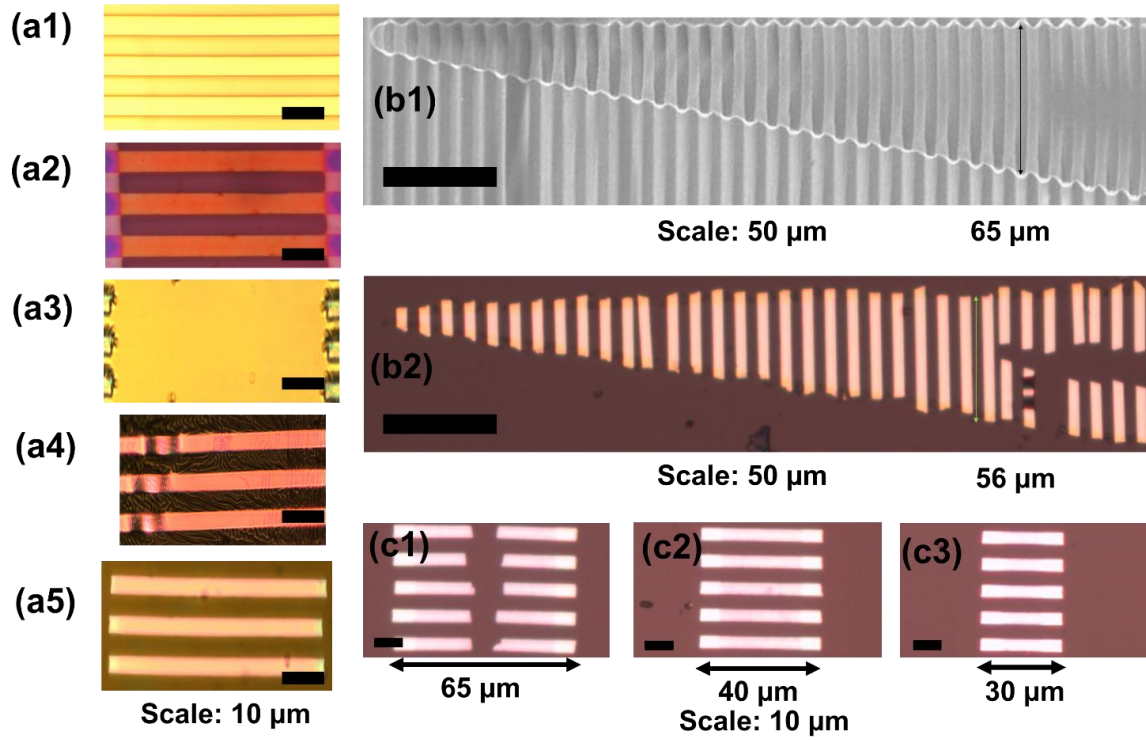 (a1)
(a2)
(a3)
(a4)
(a5)
Scale: 10 µm
(b1)
Scale: 50 µm
65 µm
(b2)
Scale: 50 µm
56 µm
(c1)
65 µm
(c2)
40 µm
Scale: 10 µm
(c3)
30 µm